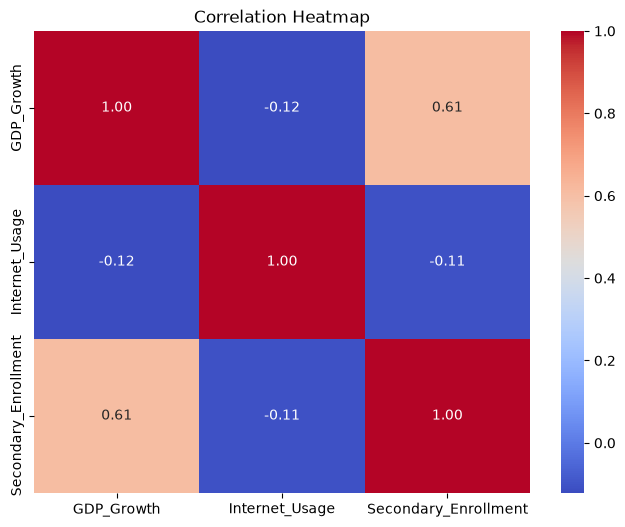 Correlation Heatmap
GDP_Growth
1.00
-0.12
0.61
Internet_Usage
-0.12
1.00
-0.11
Secondary_Enrollment
0.61
-0.11
1.00
GDP_Growth
Internet_Usage
Secondary_Enrollment
1.0
0.8
0.6
0.4
0.2
0.0